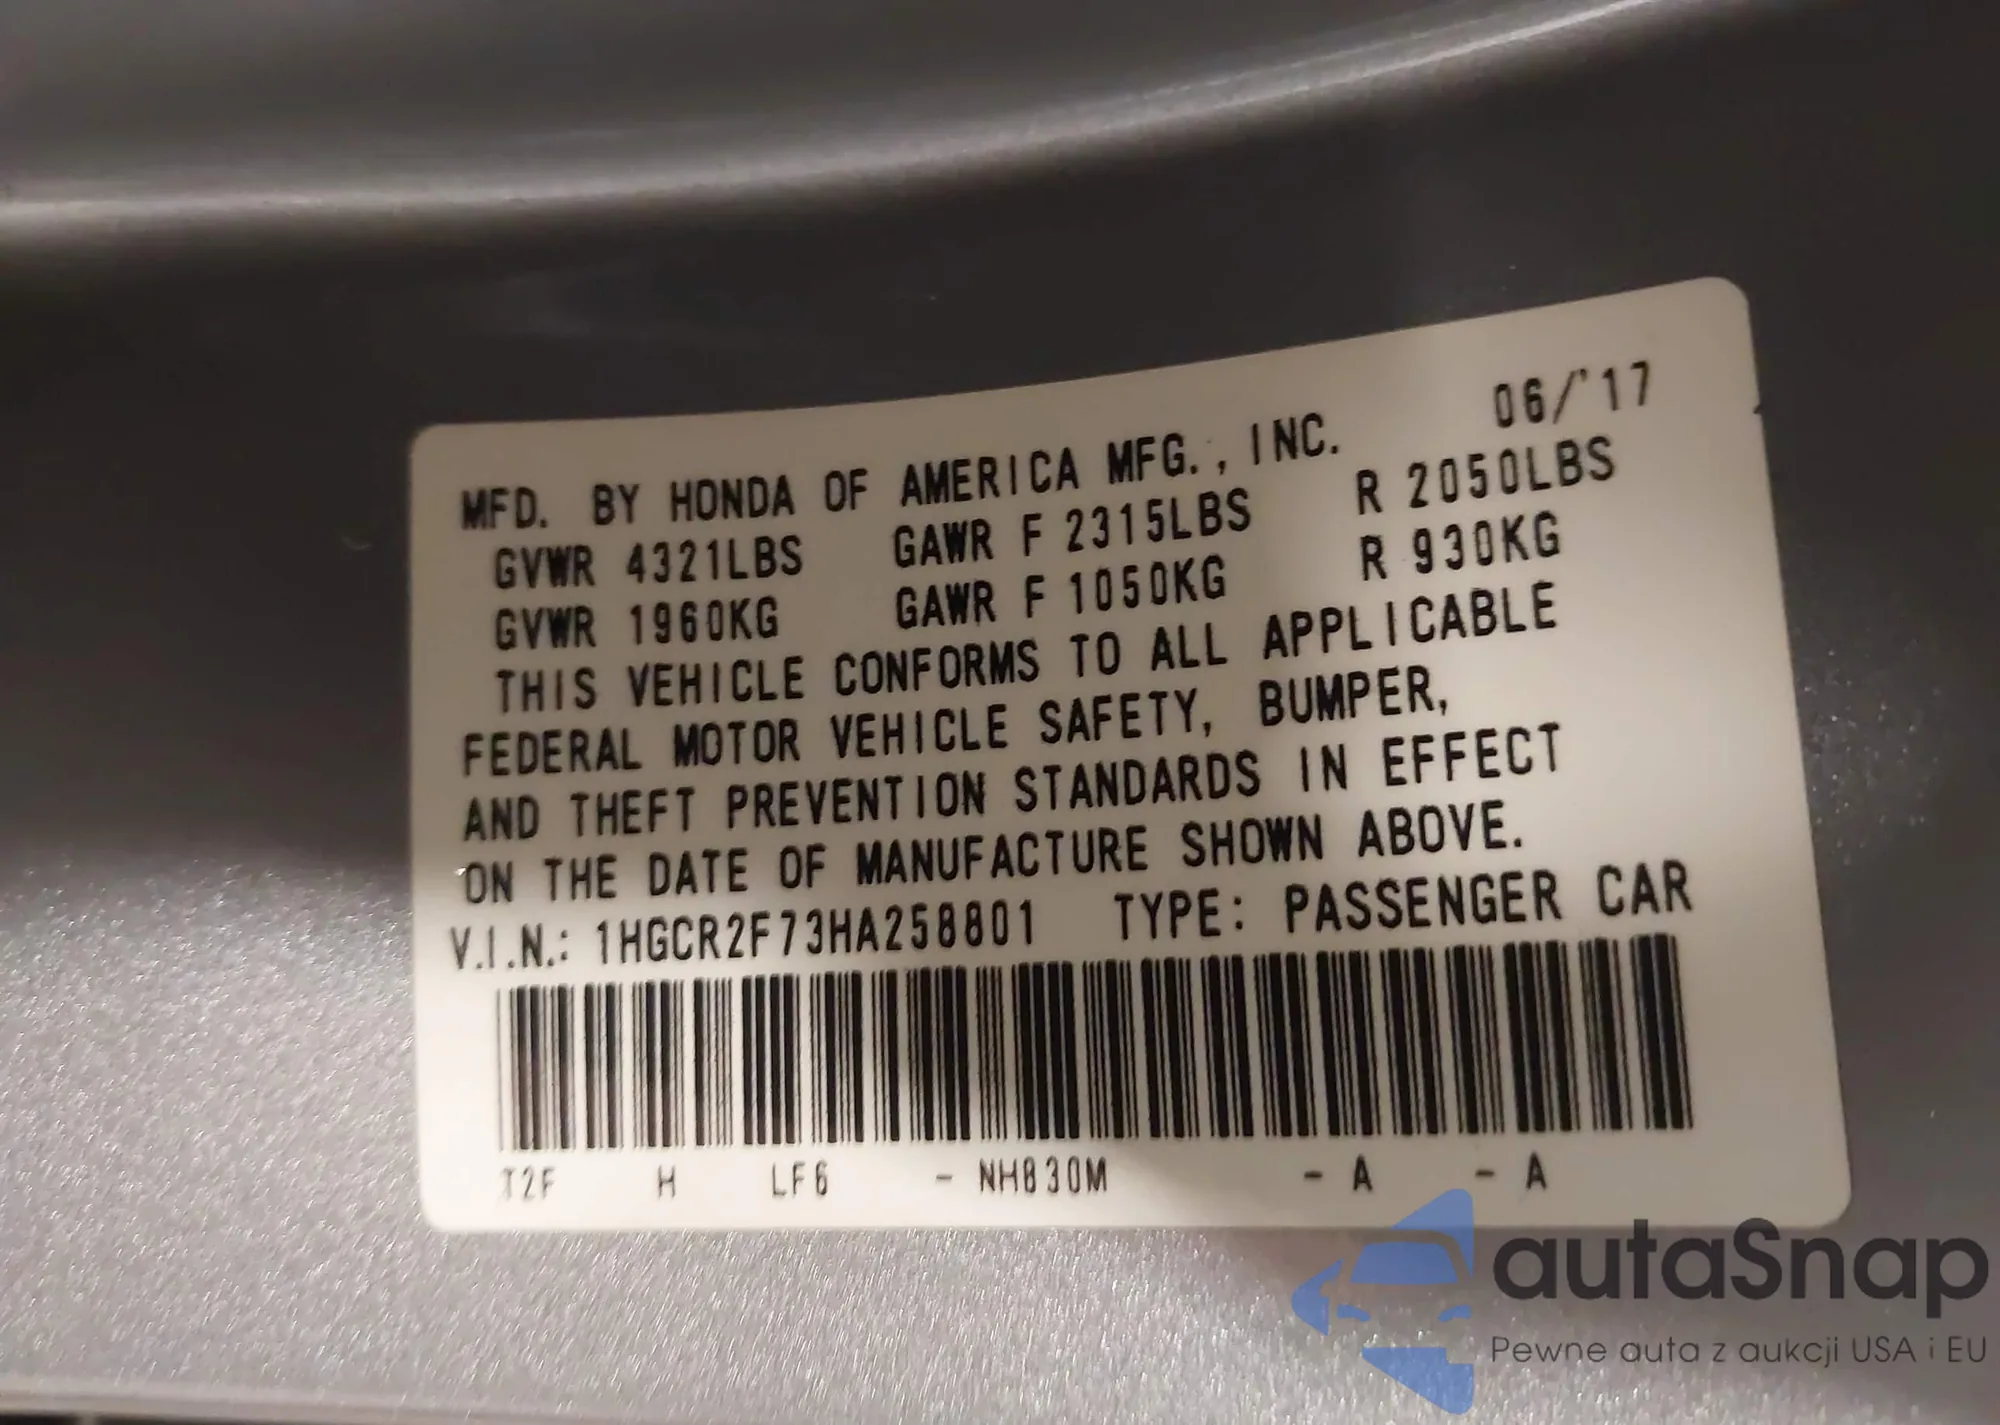 06/'17
MFD. BY HONDA OF AMERICA MFG., INC.
GVWR 4321LBS GAWR F 2315LBS R 2050LBS
GVWR 1960KG GAWR F 1050KG R 930KG
THIS VEHICLE CONFORMS TO ALL APPLICABLE
FEDERAL MOTOR VEHICLE SAFETY, BUMPER,
AND THEFT PREVENTION STANDARDS IN EFFECT
ON THE DATE OF MANUFACTURE SHOWN ABOVE.
V.I.N.: 1HGCR2F73HA258801 TYPE: PASSENGER CAR
T2F H LF6 - NH830M - A - A
autaSnap
Pewne auta z aukcji USA i EU